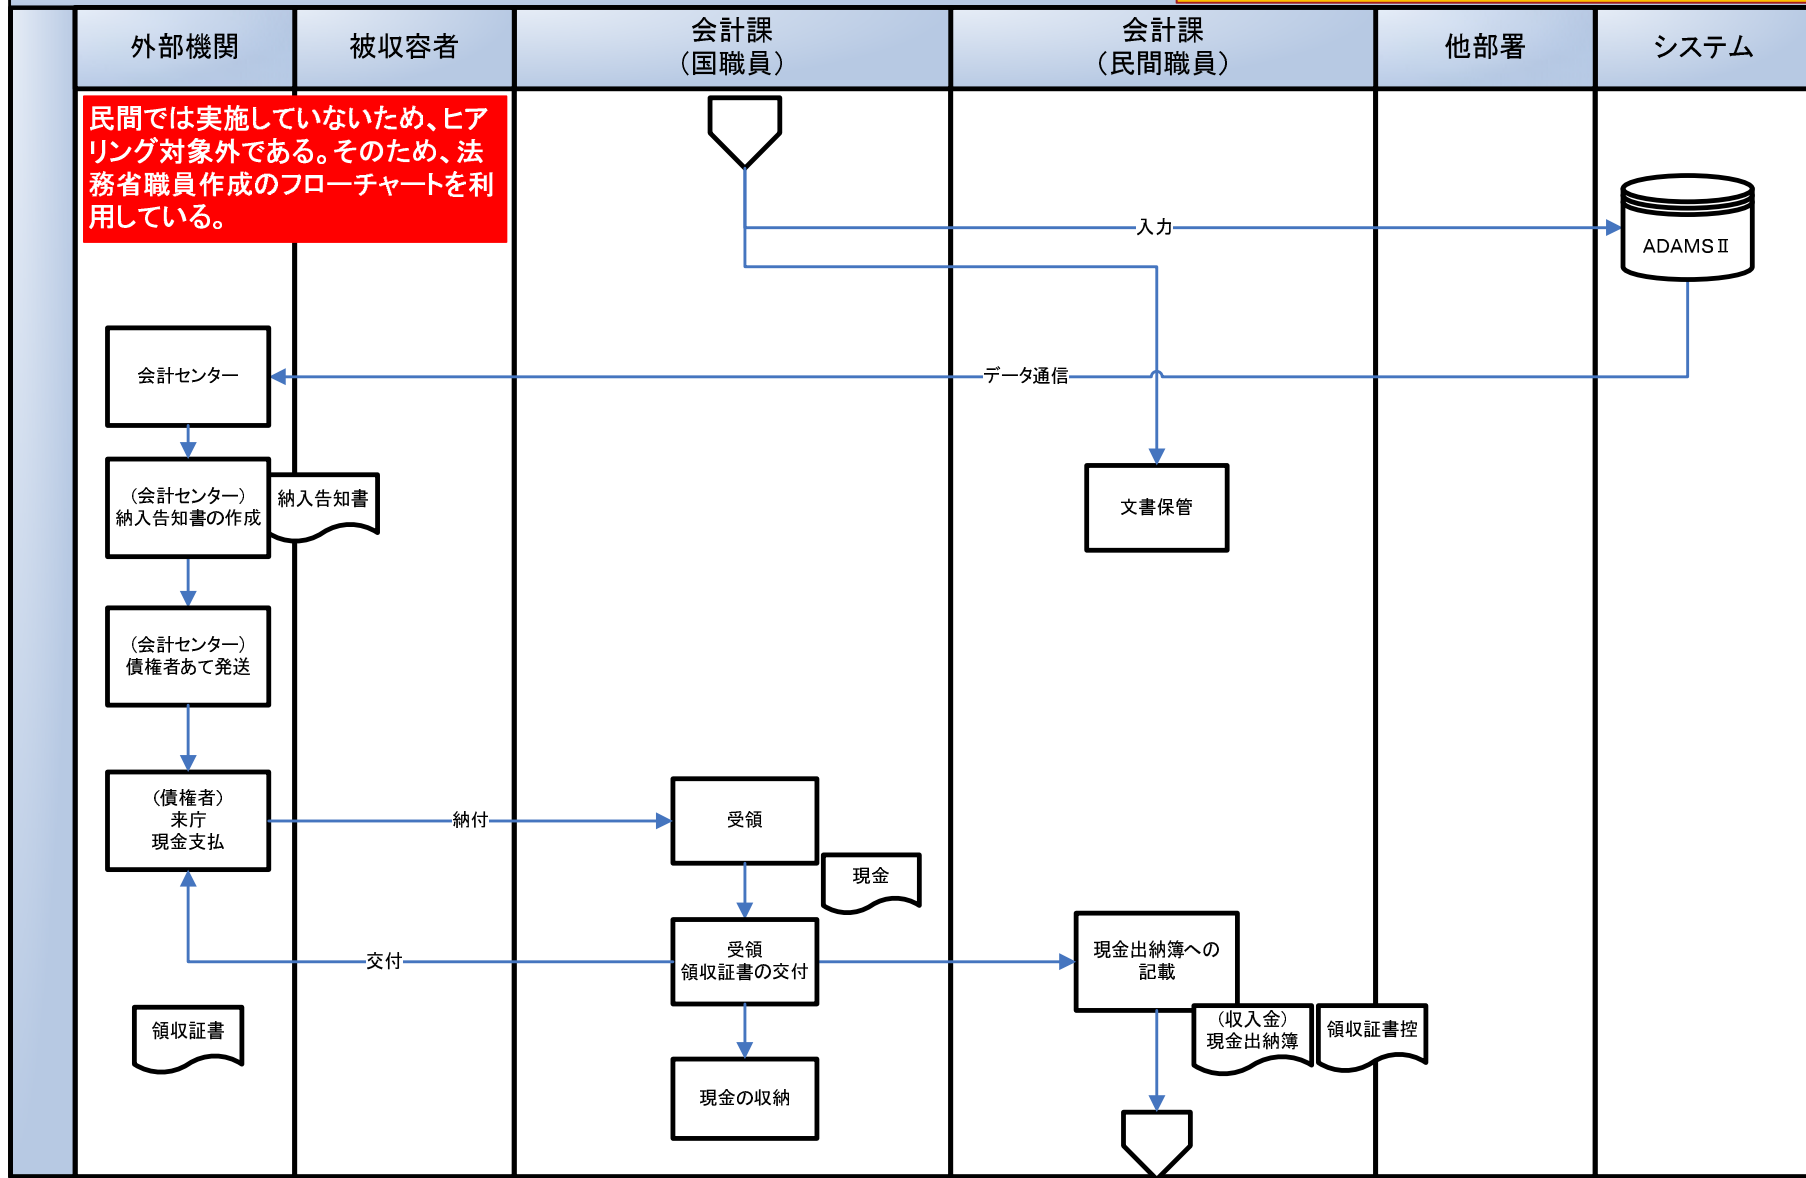 外部機関
被収容者
会計課
（国職員）
会計課
（民間職員）
他部署
システム
民間では実施していないため、ヒア
リング対象外である。そのため、法
務省職員作成のフローチャートを利
用している。
入力
ADAMSⅡ
会計センター
データ通信
（会計センター）
納入告知書の作成
納入告知書
文書保管
（会計センター）
債権者あて発送
（債権者）
来庁
現金支払
納付
受領
現金
受領
領収証書の交付
交付
現金出納簿への
記載
領収証書
（収入金）
現金出納簿
領収証書控
現金の収納